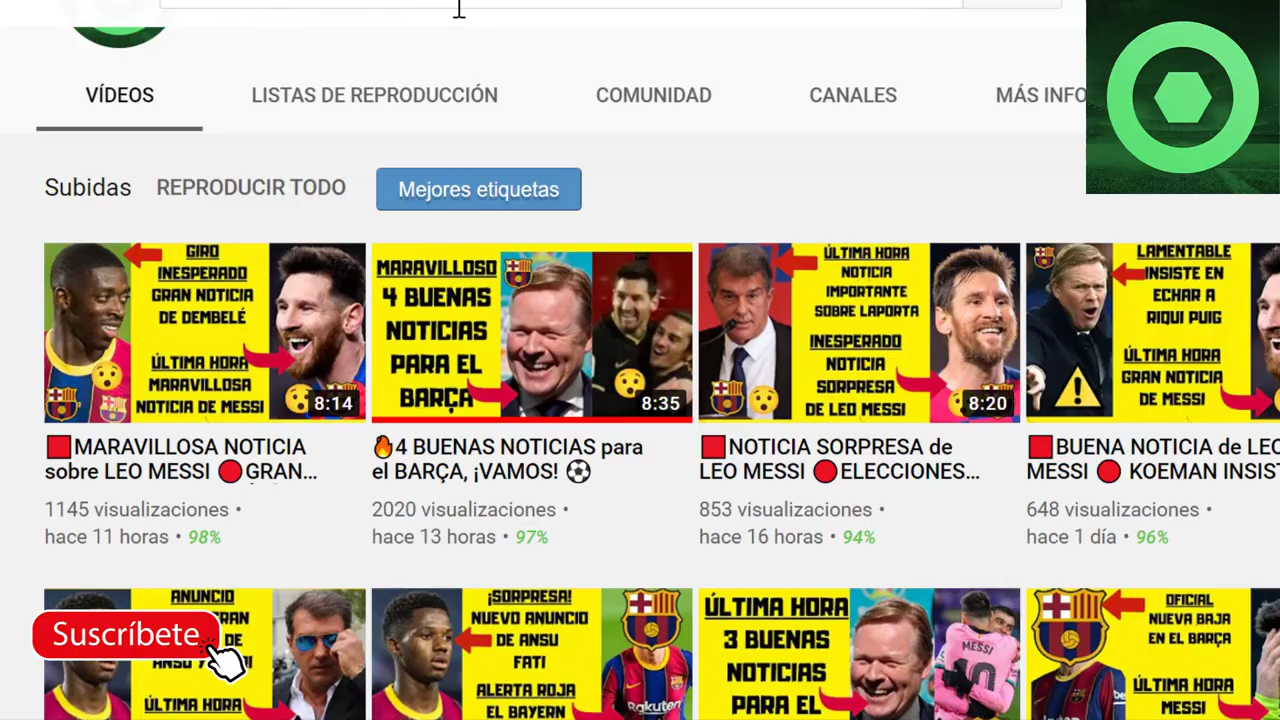 VÍDEOS
LISTAS DE REPRODUCCIÓN
COMUNIDAD
CANALES
MÁS INFO
Subidas
REPRODUCIR TODO
Mejores etiquetas
GIRO
INESPERADO
GRAN NOTICIA
DE DEMBELÉ
ÚLTIMA HORA
MARAVILLOSA
NOTICIA DE MESSI
8:14
MARAVILLOSO
4 BUENAS
NOTICIAS
PARA EL
BARÇA
8:35
ÚLTIMA HORA
NOTICIA
IMPORTANTE
SOBRE LAPORTA
INESPERADO
NOTICIA
SORPRESA
DE LEO MESSI
8:20
LAMENTABLE
INSISTE EN
ECHAR A
RIQUI PUIG
ÚLTIMA HORA
GRAN NOTICIA
DE MESSI
🟥MARAVILLOSA NOTICIA
sobre LEO MESSI 🔴GRAN...
1145 visualizaciones •
hace 11 horas • 98%
🔥4 BUENAS NOTICIAS para
el BARÇA, ¡VAMOS! ⚽
2020 visualizaciones •
hace 13 horas • 97%
🟥NOTICIA SORPRESA de
LEO MESSI 🔴ELECCIONES...
853 visualizaciones •
hace 16 horas • 94%
🟥BUENA NOTICIA de LEO
MESSI 🔴 KOEMAN INSIST
648 visualizaciones •
hace 1 día • 96%
ANUNCIO
DE
ÚLTIMA HORA
Suscríbete
¡SORPRESA!
NUEVO ANUNCIO
DE ANSU
FATI
ALERTA ROJA
EL BAYERN
Rakuten
ÚLTIMA HORA
3 BUENAS
NOTICIAS
PARA EL
MESSI
10
OFICIAL
NUEVA BAJA
EN EL BARÇA
ÚLTIMA HORA
MESSI